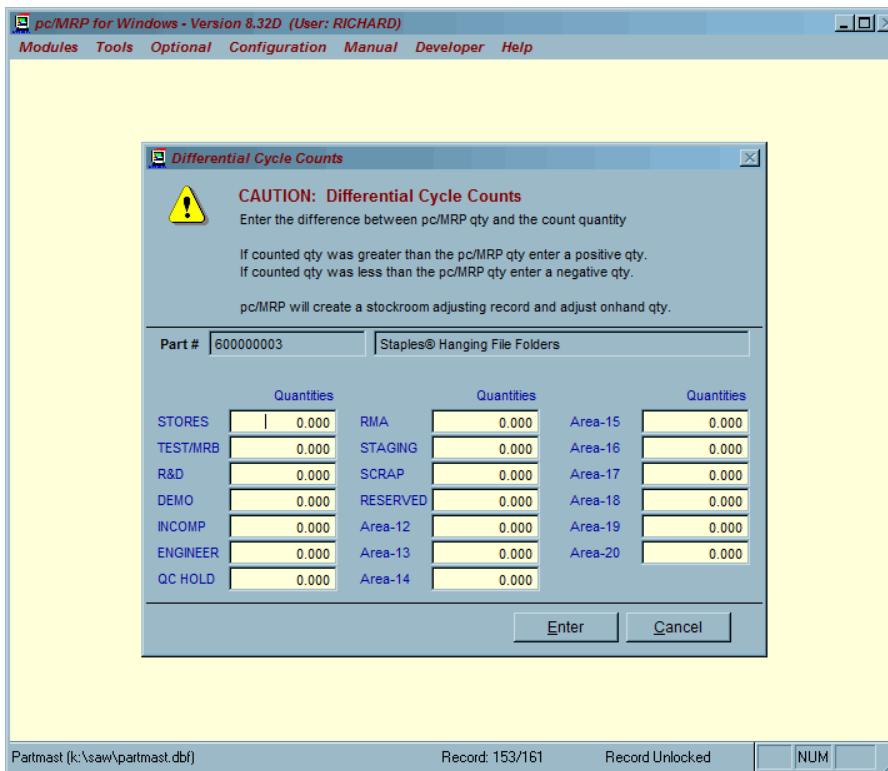 pc/MRP for Windows - Version 8.32D (User: RICHARD)
Modules Tools Optional Configuration Manual Developer Help
Differential Cycle Counts
CAUTION: Differential Cycle Counts
Enter the difference between pc/MRP qty and the count quantity
If counted qty was greater than the pc/MRP qty enter a positive qty.
If counted qty was less than the pc/MRP qty enter a negative qty.
pc/MRP will create a stockroom adjusting record and adjust onhand qty.
Part # 600000003 Staples® Hanging File Folders
Quantities Quantities Quantities
STORES 0.000 RMA 0.000 Area-15 0.000
TEST/MRB 0.000 STAGING 0.000 Area-16 0.000
R&D 0.000 SCRAP 0.000 Area-17 0.000
DEMO 0.000 RESERVED 0.000 Area-18 0.000
INCOMP 0.000 Area-12 0.000 Area-19 0.000
ENGINEER 0.000 Area-13 0.000 Area-20 0.000
QC HOLD 0.000 Area-14 0.000
Enter Cancel
Partmast (k:\saw\partmast.dbf) Record: 153/161 Record Unlocked NUM